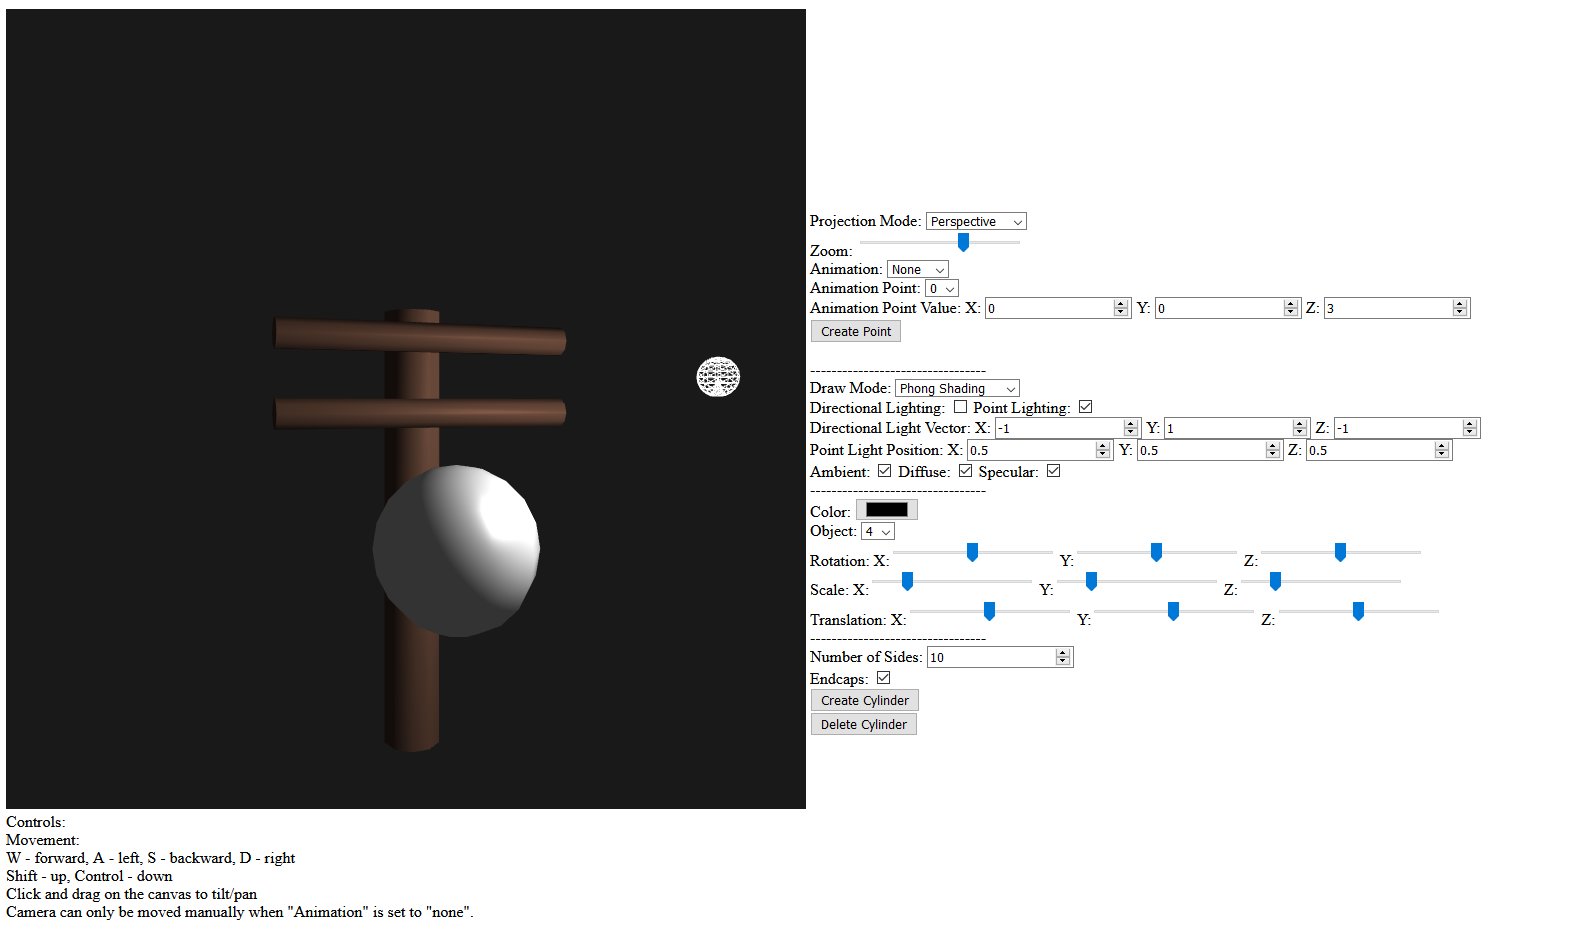 Projection Mode: Perspective
Zoom:
Animation: None
Animation Point: 0
Animation Point Value: X: 0 Y: 0 Z: 3
Create Point
---------------------------------
Draw Mode: Phong Shading
Directional Lighting: Point Lighting:
Directional Light Vector: X: -1 Y: 1 Z: -1
Point Light Position: X: 0.5 Y: 0.5 Z: 0.5
Ambient: Diffuse: Specular:
---------------------------------
Color:
Object: 4
Rotation: X: Y: Z:
Scale: X: Y: Z:
Translation: X: Y: Z:
---------------------------------
Number of Sides: 10
Endcaps:
Create Cylinder
Delete Cylinder
Controls:
Movement:
W - forward, A - left, S - backward, D - right
Shift - up, Control - down
Click and drag on the canvas to tilt/pan
Camera can only be moved manually when "Animation" is set to "none".